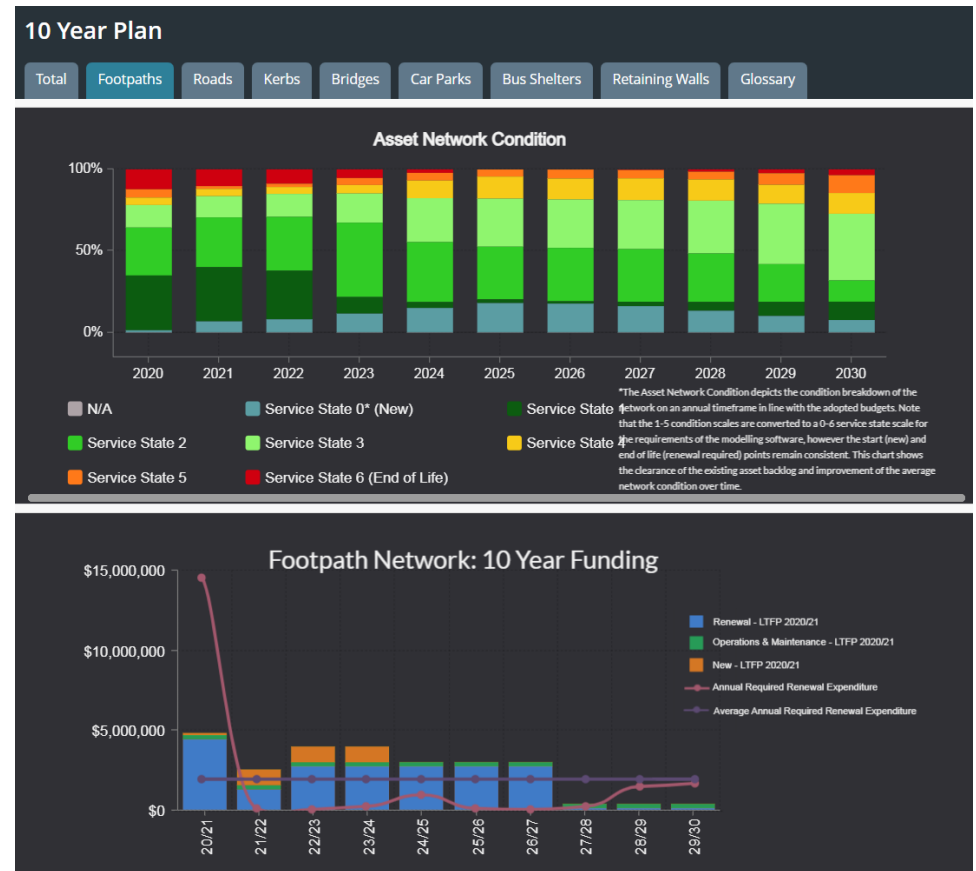 10 Year Plan
Total Footpaths Roads Kerbs Bridges Car Parks Bus Shelters Retaining Walls Glossary
Asset Network Condition
100%
50%
0%
2020 2021 2022 2023 2024 2025 2026 2027 2028 2029 2030
N/A Service State 0* (New) Service State 1
Service State 2 Service State 3 Service State 4
Service State 5 Service State 6 (End of Life)
*The Asset Network Condition depicts the condition breakdown of the
network on an annual timeframe in line with the adopted budgets. Note
that the 1-5 condition scales are converted to a 0-6 service state scale for
the requirements of the modelling software, however the start (new) and
end of life (renewal required) points remain consistent. This chart shows
the clearance of the existing asset backlog and improvement of the average
network condition over time.
Footpath Network: 10 Year Funding
$15,000,000
$10,000,000
$5,000,000
$0
20/21 21/22 22/23 23/24 24/25 25/26 26/27 27/28 28/29 29/30
Renewal - LTFP 2020/21
Operations & Maintenance - LTFP 2020/21
New - LTFP 2020/21
Annual Required Renewal Expenditure
Average Annual Required Renewal Expenditure